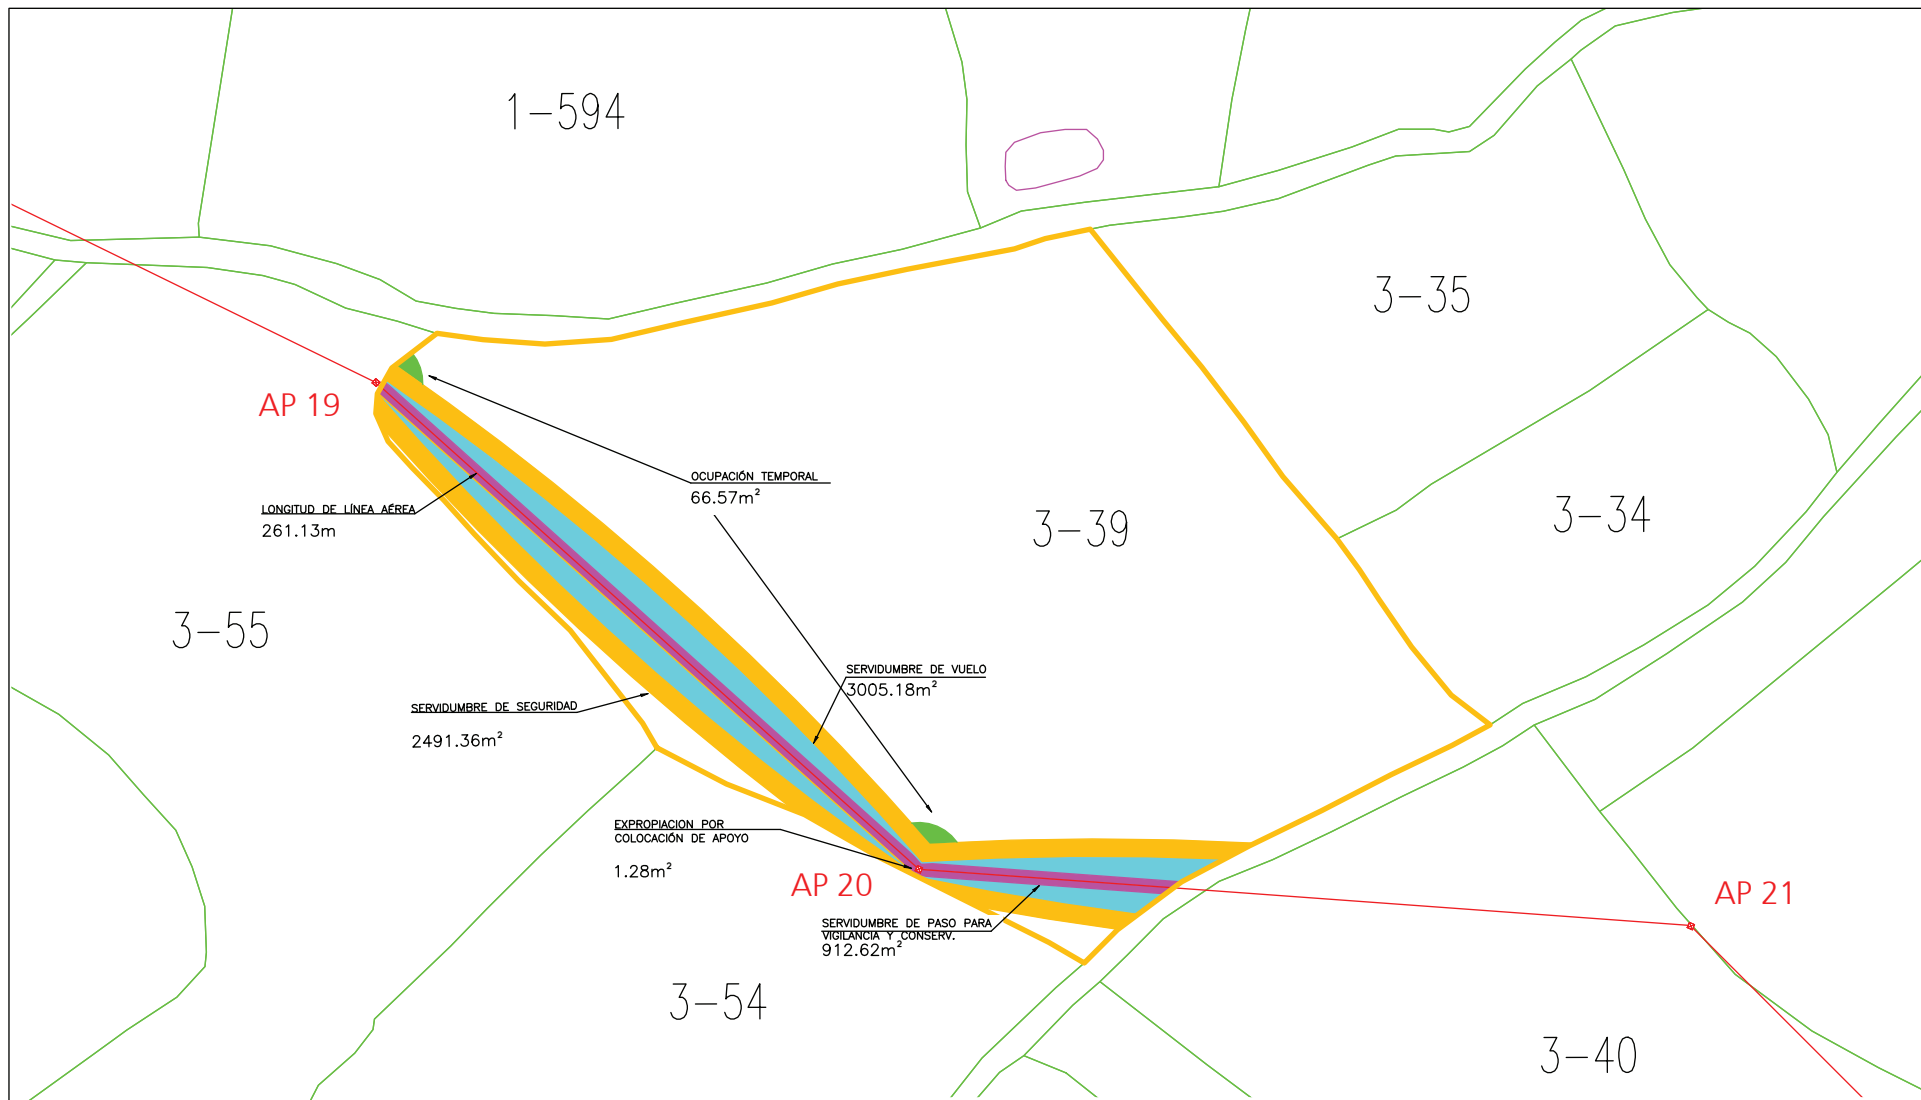 1-594
3-35
AP 19
OCUPACIÓN TEMPORAL
66.57m²
LONGITUD DE LÍNEA AÉREA
261.13m
3-39
3-34
3-55
SERVIDUMBRE DE VUELO
3005.18m²
SERVIDUMBRE DE SEGURIDAD
2491.36m²
EXPROPIACION POR
COLOCACIÓN DE APOYO
1.28m²
AP 20
AP 21
SERVIDUMBRE DE PASO PARA
VIGILANCIA Y CONSERV.
912.62m²
3-54
3-40